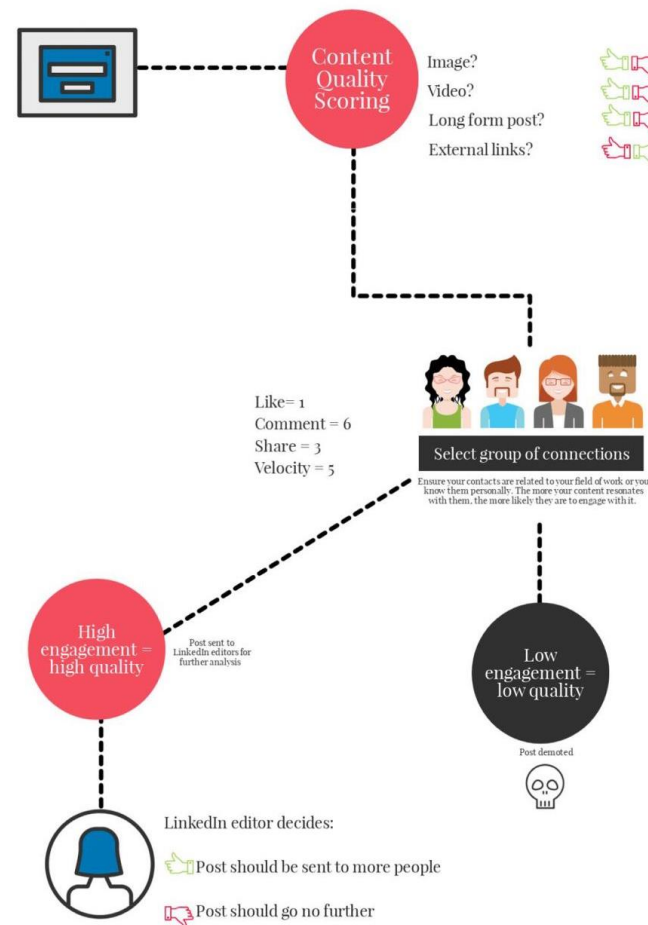 Content
Quality
Scoring
Image?
Video?
Long form post?
External links?
Like= 1
Comment = 6
Share = 3
Velocity = 5
Select group of connections
Ensure your contacts are related to your field of work or you
know them personally. The more your content resonates
with them, the more likely they are to engage with it.
High
engagement =
high quality
Post sent to
LinkedIn editors for
further analysis
Low
engagement =
low quality
Post demoted
LinkedIn editor decides:
Post should be sent to more people
Post should go no further